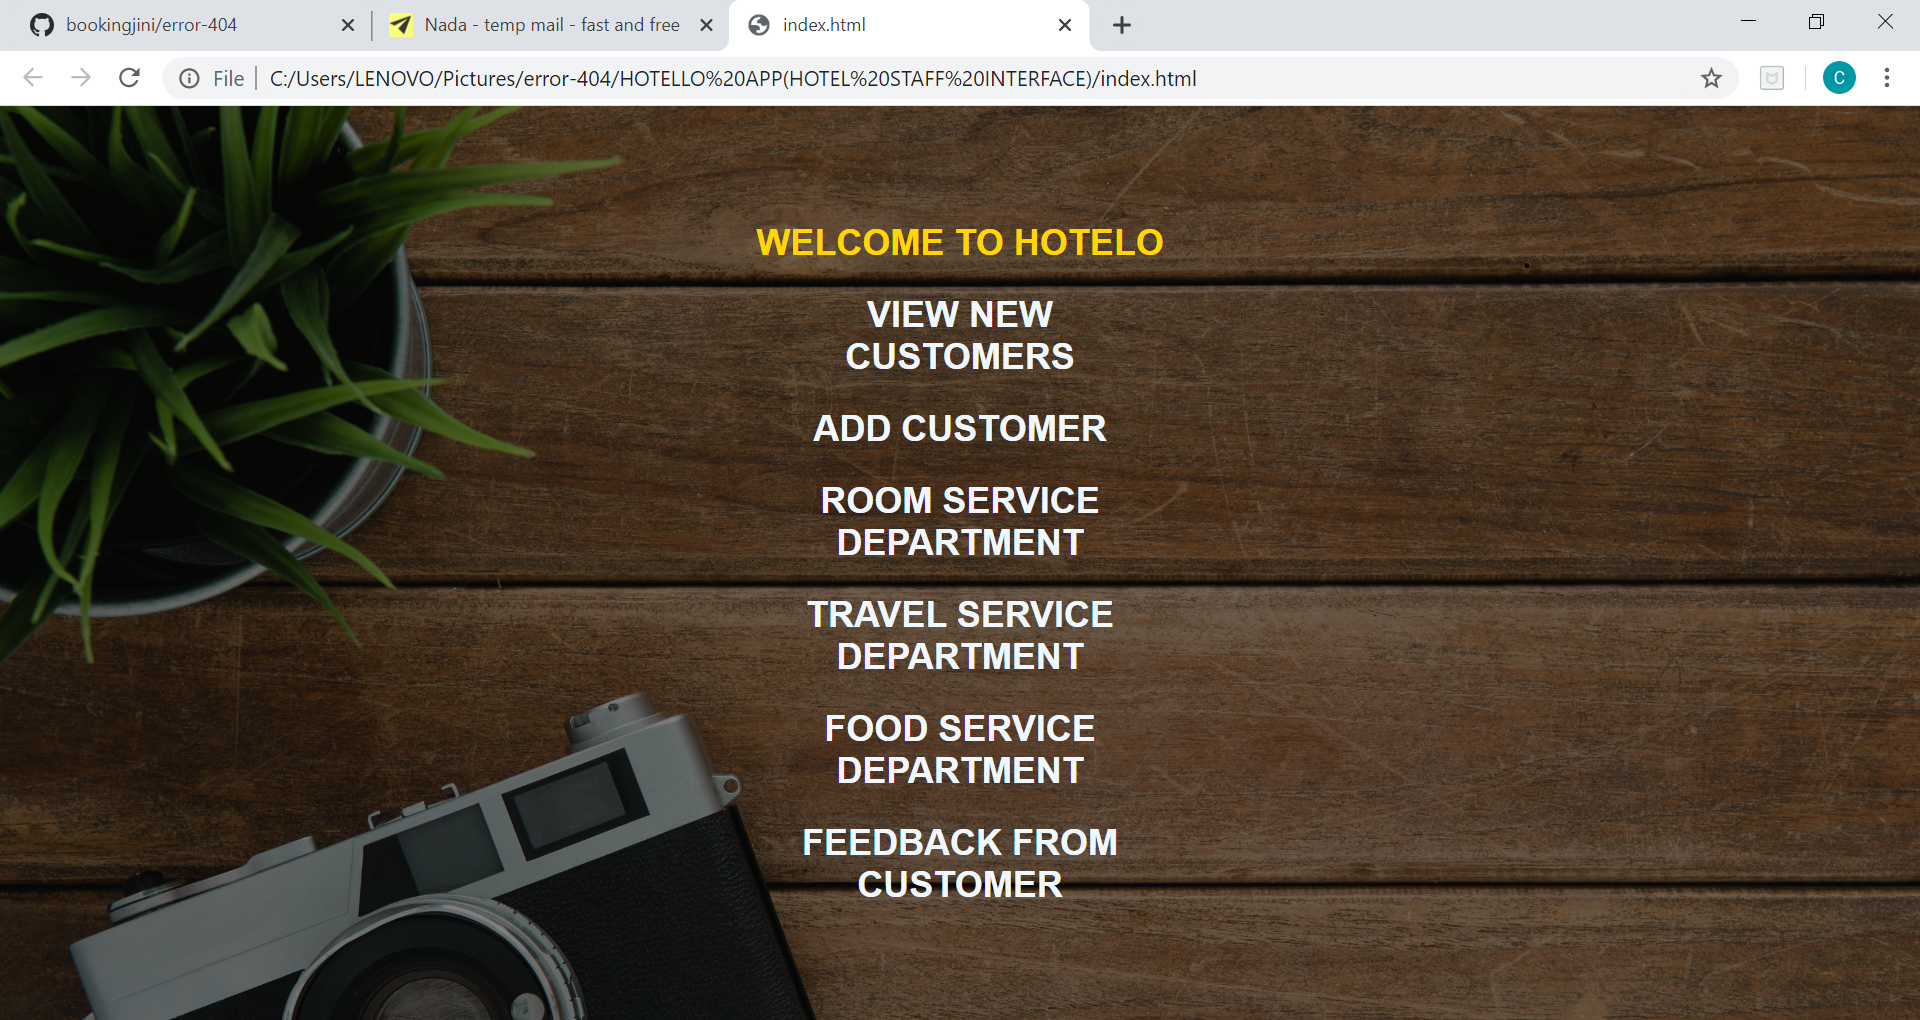 bookingjini/error-404
Nada - temp mail - fast and free
index.html
File
C:/Users/LENOVO/Pictures/error-404/HOTELLO%20APP(HOTEL%20STAFF%20INTERFACE)/index.html
C
WELCOME TO HOTELO
VIEW NEW
CUSTOMERS
ADD CUSTOMER
ROOM SERVICE
DEPARTMENT
TRAVEL SERVICE
DEPARTMENT
FOOD SERVICE
DEPARTMENT
FEEDBACK FROM
CUSTOMER